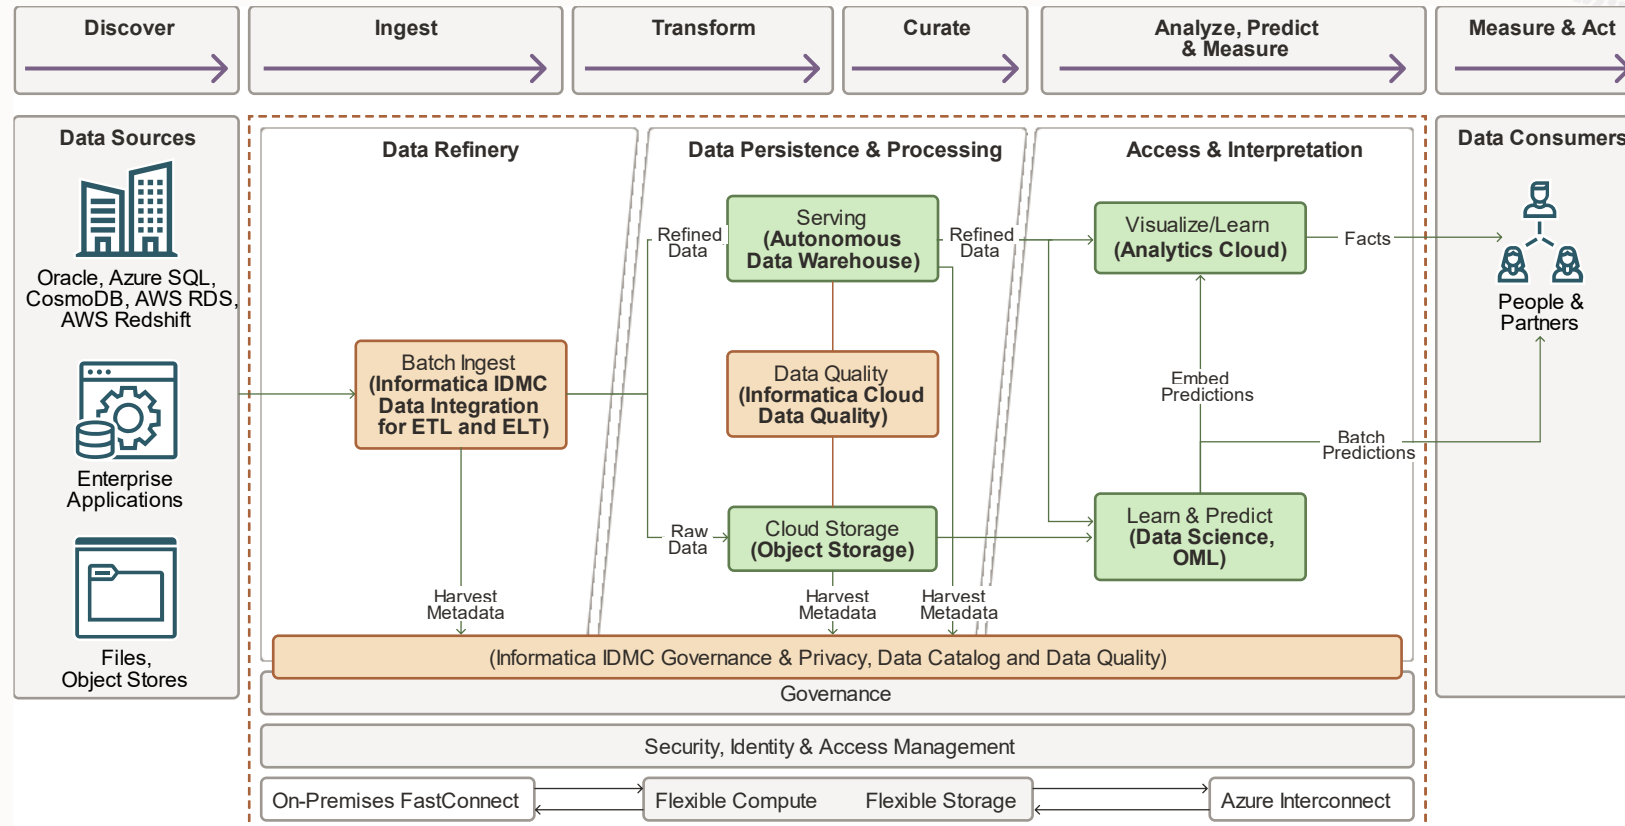 Discover
Ingest
Transform
Curate
Analyze, Predict
& Measure
Measure & Act
Data Sources
Oracle, Azure SQL,
CosmoDB, AWS RDS,
AWS Redshift
Enterprise
Applications
Files,
Object Stores
Data Refinery
Batch Ingest
(Informatica IDMC
Data Integration
for ETL and ELT)
Harvest
Metadata
Data Persistence & Processing
Refined
Data
Serving
(Autonomous
Data Warehouse)
Refined
Data
Data Quality
(Informatica Cloud
Data Quality)
Raw
Data
Cloud Storage
(Object Storage)
Harvest
Metadata
Harvest
Metadata
Access & Interpretation
Visualize/Learn
(Analytics Cloud)
Facts
Embed
Predictions
Batch
Predictions
Learn & Predict
(Data Science,
OML)
Data Consumers
People &
Partners
(Informatica IDMC Governance & Privacy, Data Catalog and Data Quality)
Governance
Security, Identity & Access Management
On-Premises FastConnect
Flexible Compute
Flexible Storage
Azure Interconnect